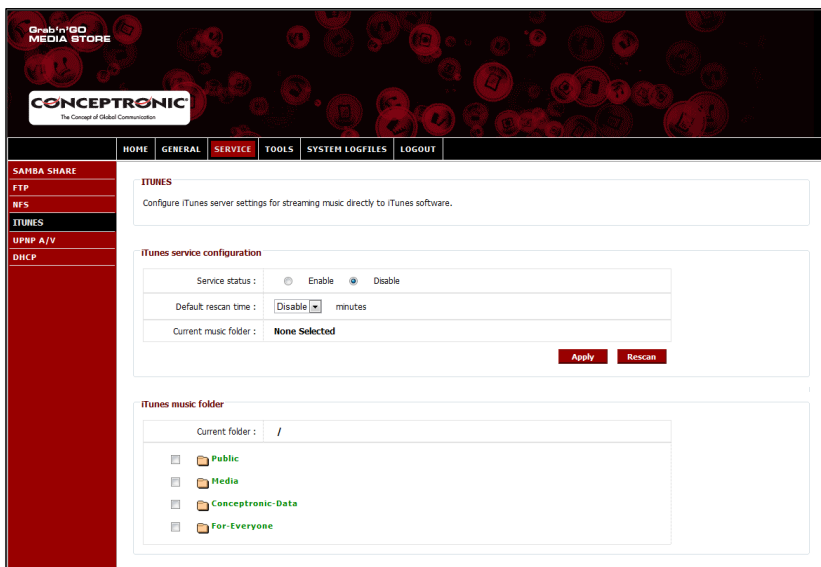 Grab'n'GO
MEDIA STORE
CONCEPTRONIC®
The Concept of Global Communication
HOME GENERAL SERVICE TOOLS SYSTEM LOGFILES LOGOUT
SAMBA SHARE
FTP
NFS
ITUNES
UPNP A/V
DHCP
ITUNES
Configure iTunes server settings for streaming music directly to iTunes software.
iTunes service configuration
Service status : Enable Disable
Default rescan time : Disable minutes
Current music folder : None Selected
Apply Rescan
iTunes music folder
Current folder : /
Public
Media
Conceptronic-Data
For-Everyone